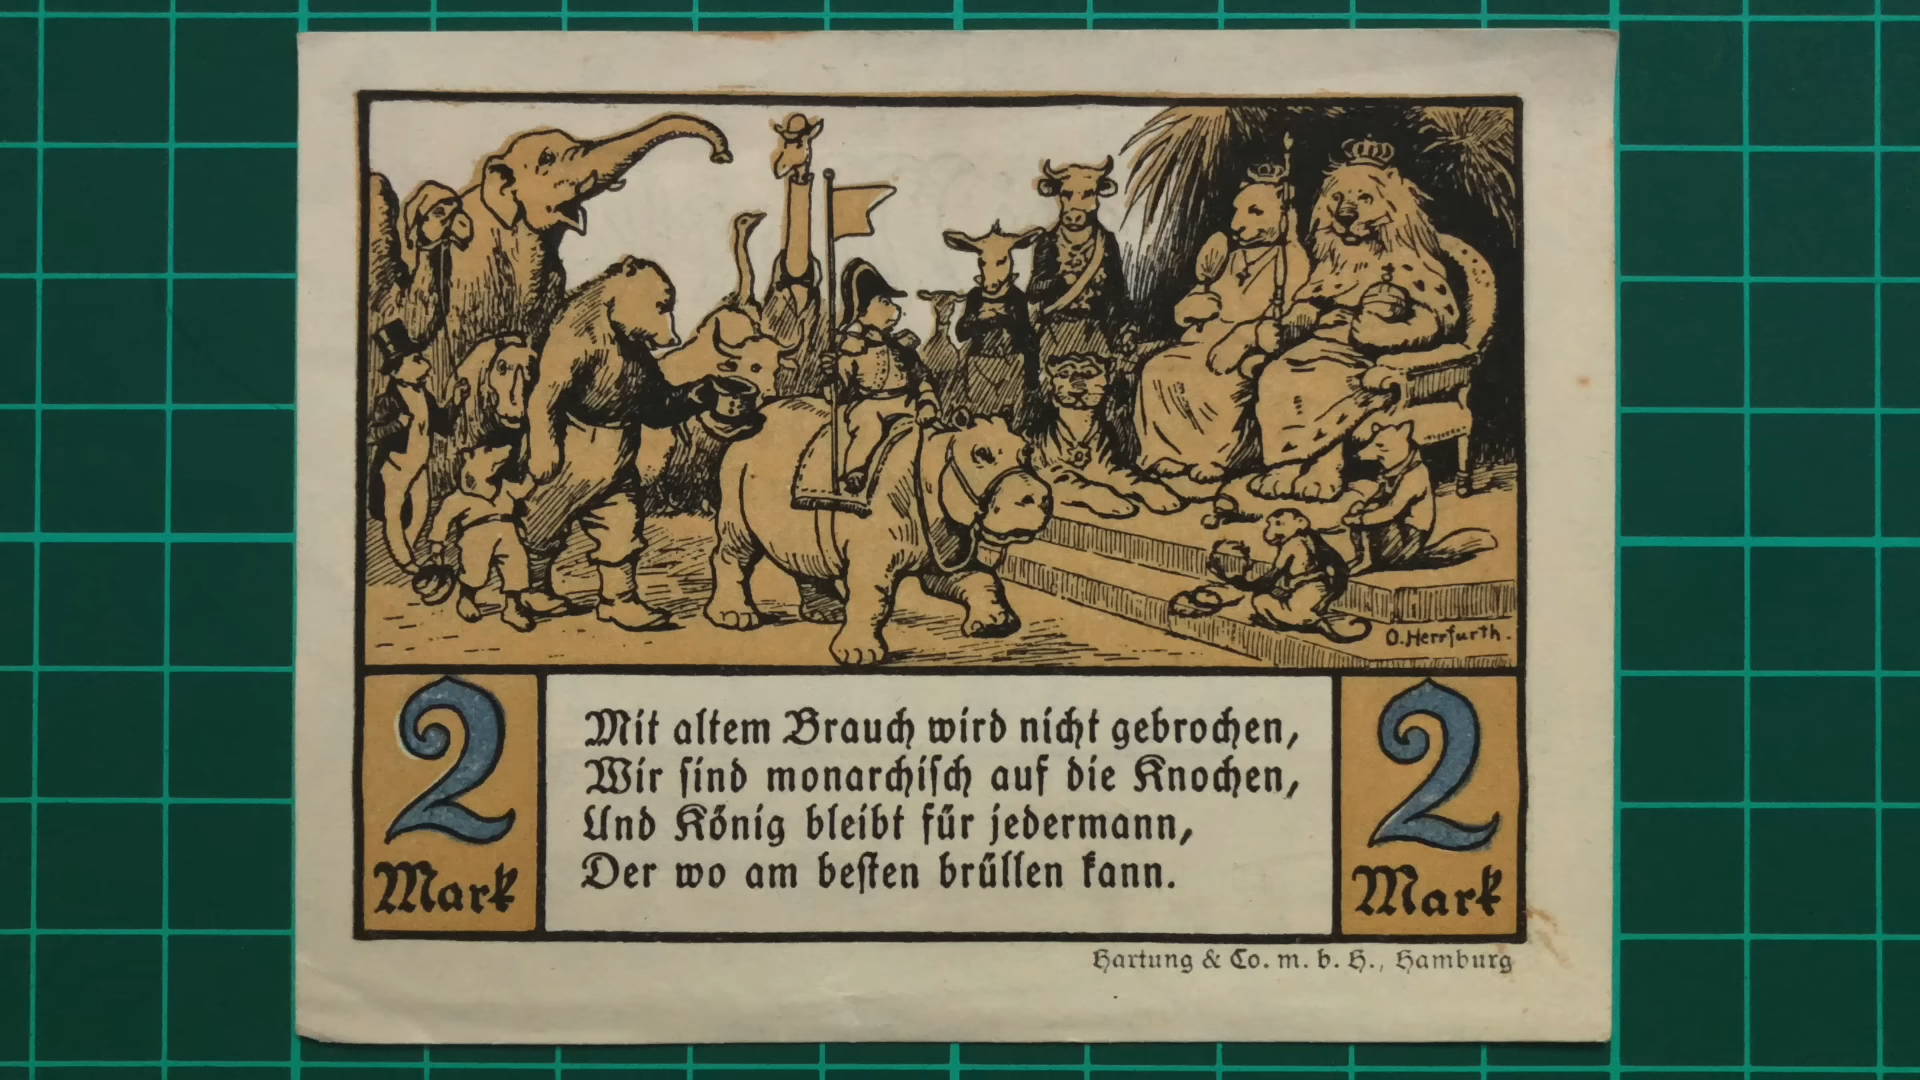 O. Herrfurth.
2
Mark
Mit altem Brauch wird nicht gebrochen,
Wir sind monarchisch auf die Knochen,
Und König bleibt für jedermann,
Der wo am besten brüllen kann.
2
Mark
Hartung & Co. m. b. H., Hamburg